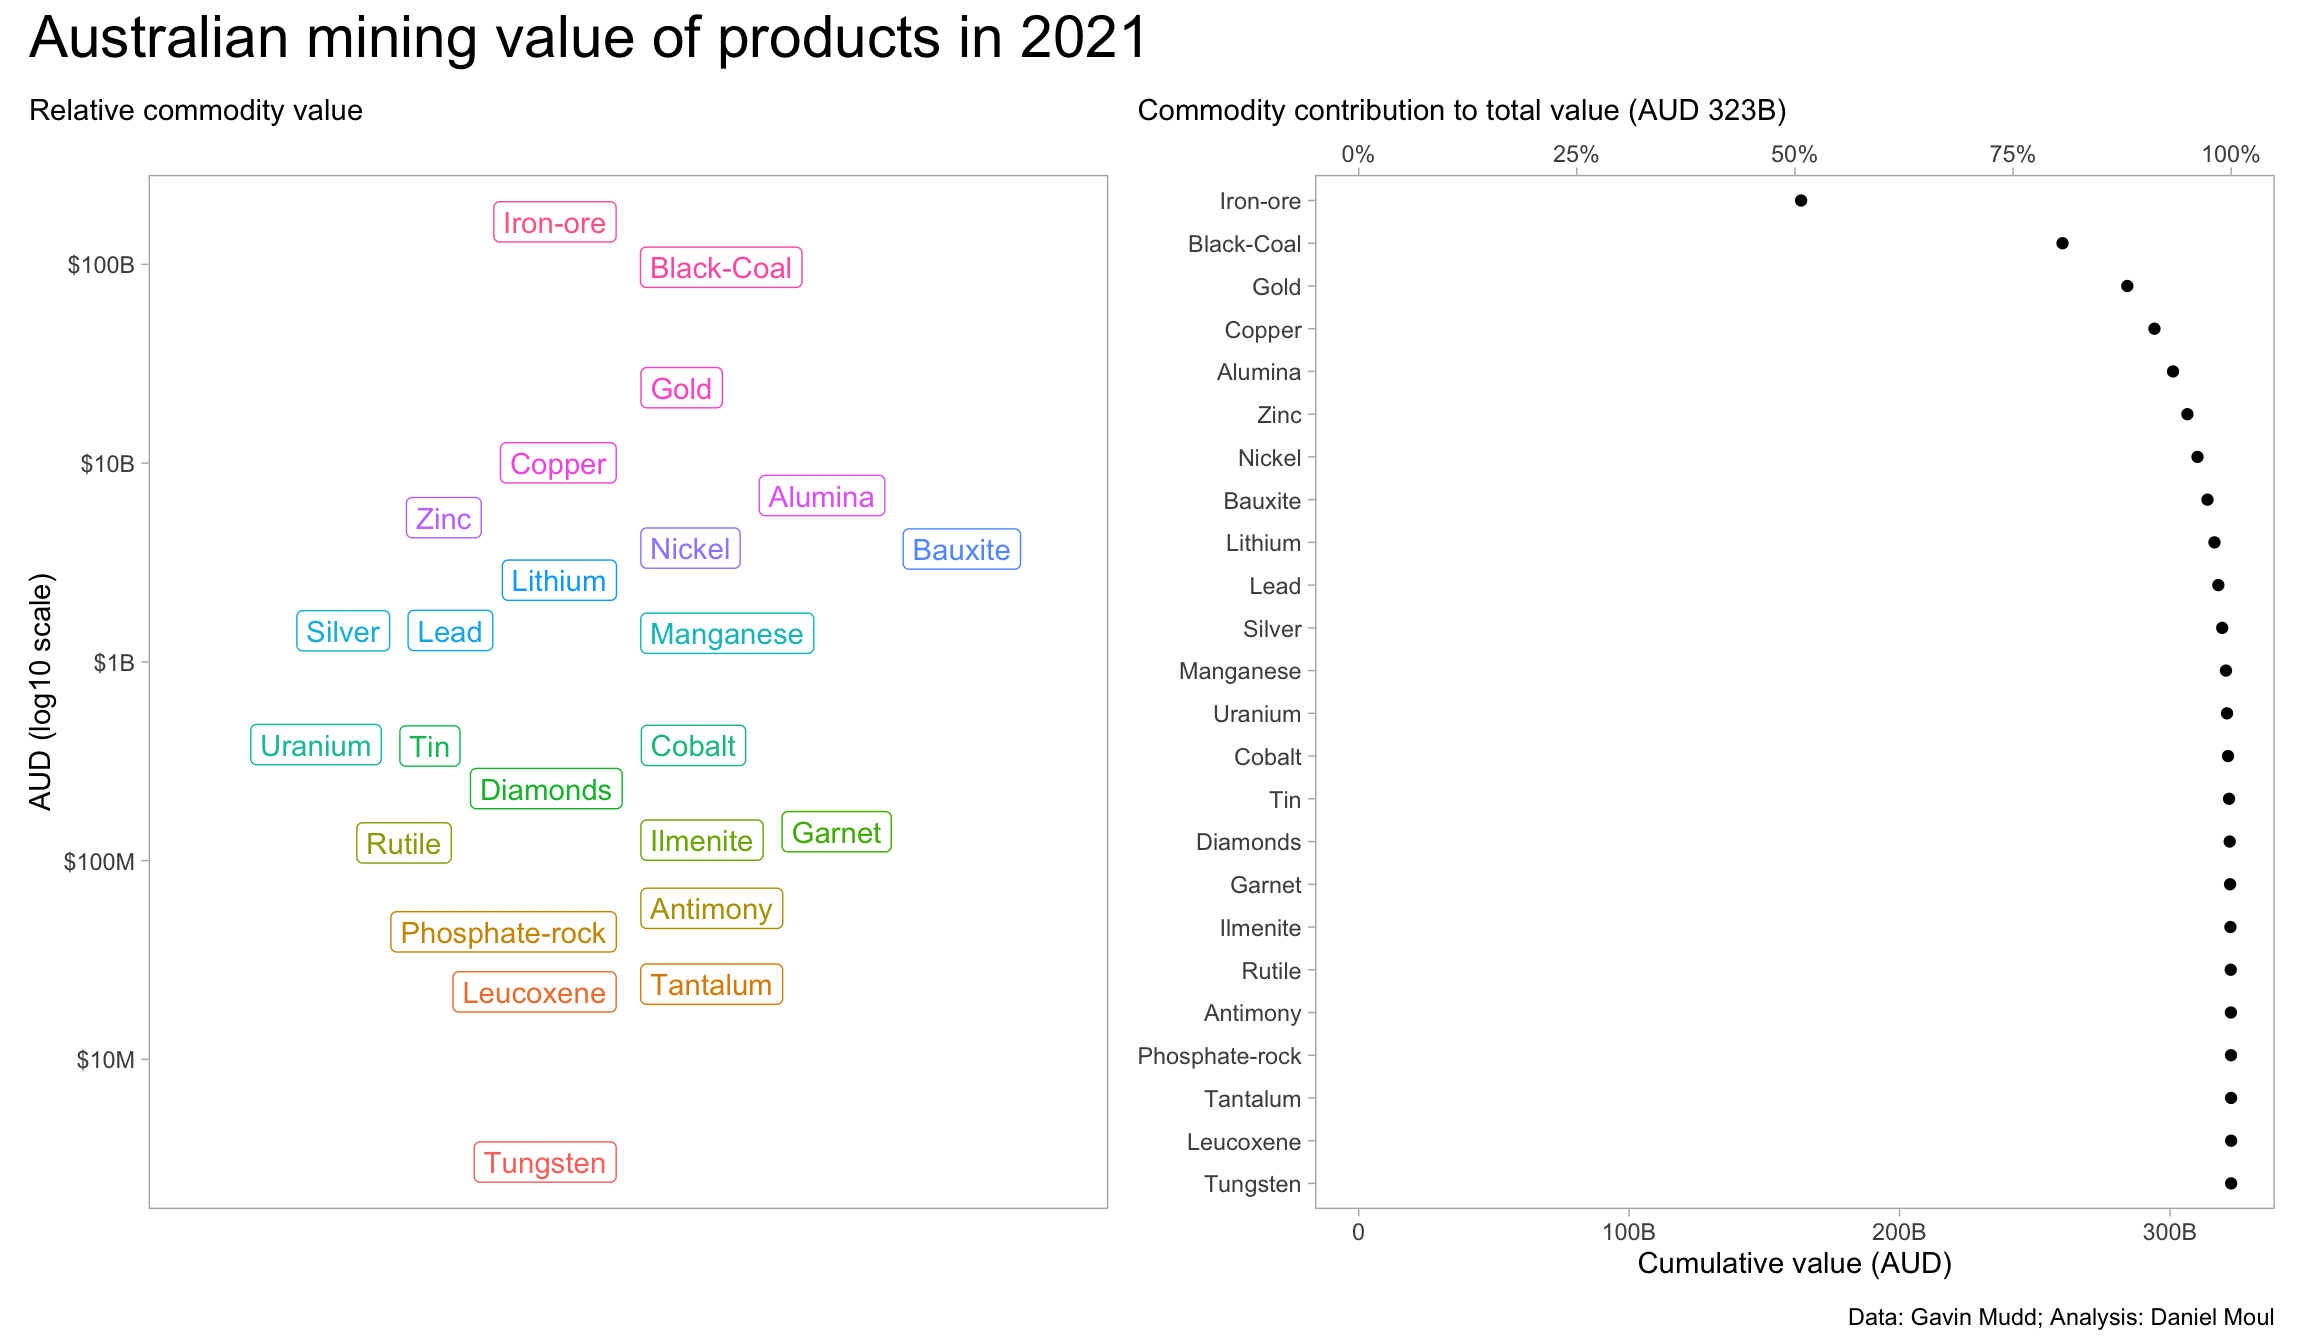 Australian mining value of products in 2021
Relative commodity value
AUD (log10 scale)
$100B
$10B
$1B
$100M
$10M
Iron-ore
Black-Coal
Gold
Copper
Alumina
Zinc
Nickel
Bauxite
Lithium
Silver
Lead
Manganese
Uranium
Tin
Cobalt
Diamonds
Garnet
Rutile
Ilmenite
Antimony
Phosphate-rock
Tantalum
Leucoxene
Tungsten
Commodity contribution to total value (AUD 323B)
0% 25% 50% 75% 100%
Iron-ore
Black-Coal
Gold
Copper
Alumina
Zinc
Nickel
Bauxite
Lithium
Lead
Silver
Manganese
Uranium
Cobalt
Tin
Diamonds
Garnet
Ilmenite
Rutile
Antimony
Phosphate-rock
Tantalum
Leucoxene
Tungsten
0 100B 200B 300B
Cumulative value (AUD)
Data: Gavin Mudd; Analysis: Daniel Moul